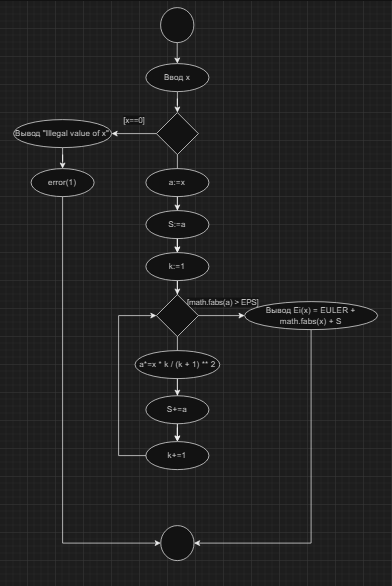 Ввод x
[x==0]
Вывод "Illegal value of x"
error(1)
a:=x
S:=a
k:=1
[math.fabs(a) > EPS]
Вывод Ei(x) = EULER +
math.fabs(x) + S
a*=x * k / (k + 1) ** 2
S+=a
k+=1